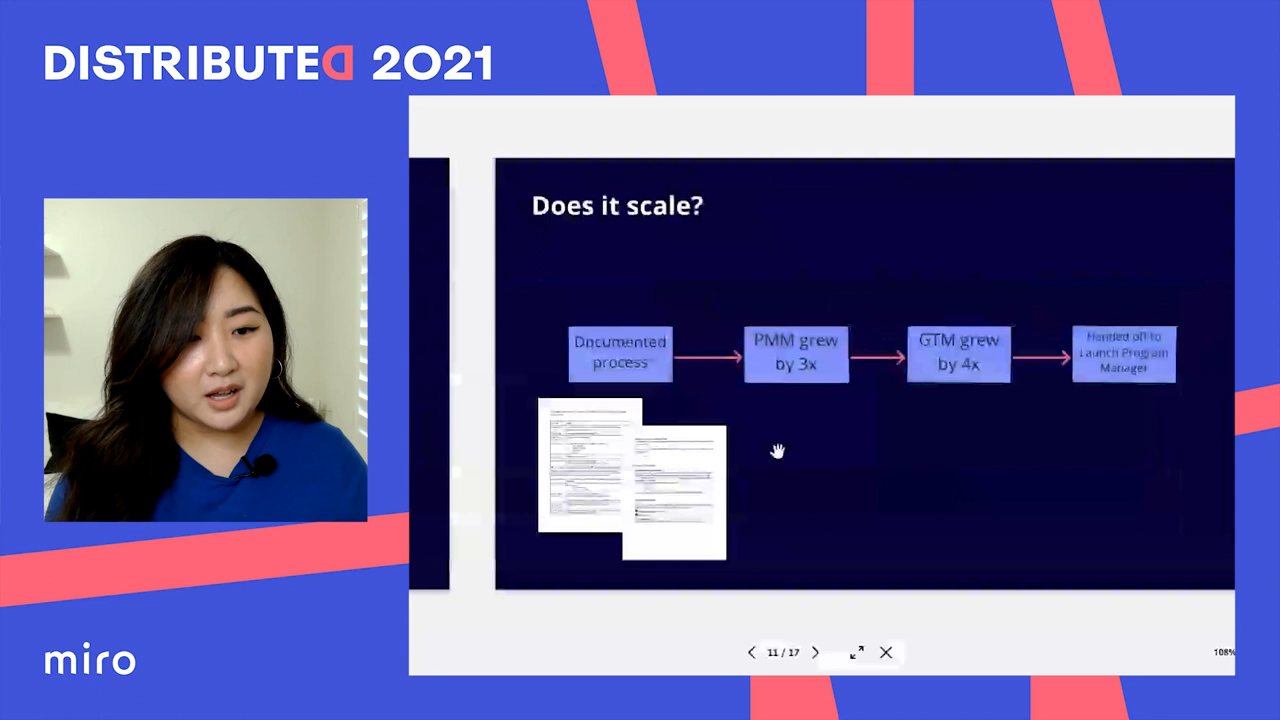 DISTRIBUTED 2021
Does it scale?
Documented
process
PMM grew
by 3x
GTM grew
by 4x
Handed off to
Launch Program
Manager
11 / 17
108%
miro